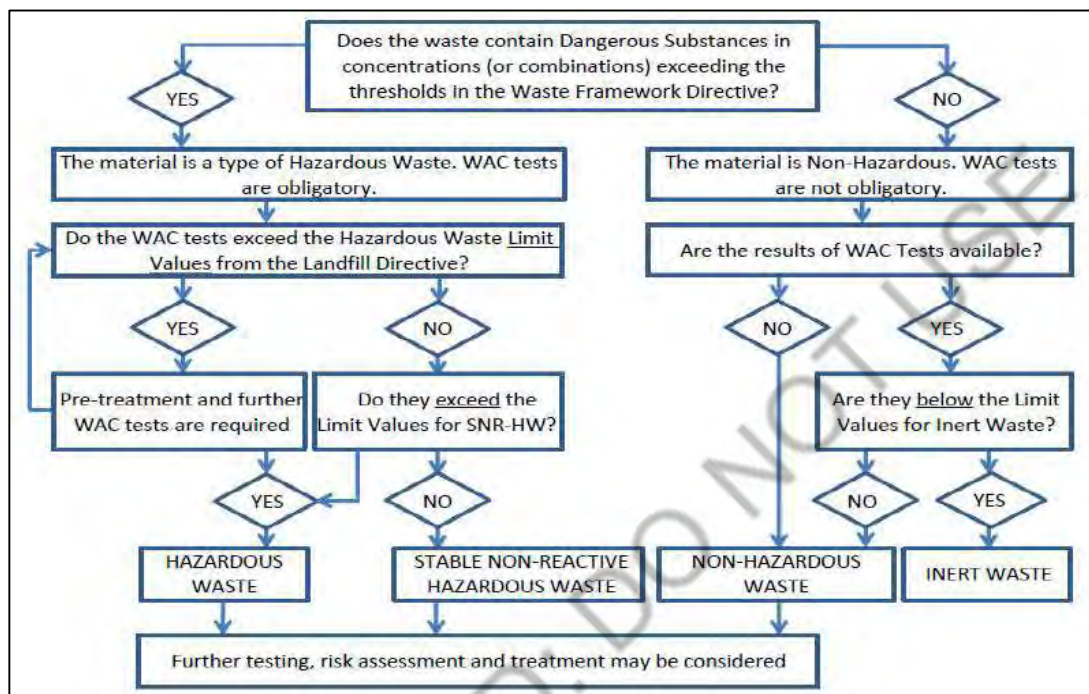 Does the waste contain Dangerous Substances in
concentrations (or combinations) exceeding the
thresholds in the Waste Framework Directive?
YES
NO
The material is a type of Hazardous Waste. WAC tests
are obligatory.
The material is Non-Hazardous. WAC tests
are not obligatory.
Do the WAC tests exceed the Hazardous Waste Limit
Values from the Landfill Directive?
Are the results of WAC Tests available?
YES
NO
NO
YES
Pre-treatment and further
WAC tests are required
Do they exceed the
Limit Values for SNR-HW?
Are they below the Limit
Values for Inert Waste?
YES
NO
NO
YES
HAZARDOUS
WASTE
STABLE NON-REACTIVE
HAZARDOUS WASTE
NON-HAZARDOUS
WASTE
INERT WASTE
Further testing, risk assessment and treatment may be considered
D: DO NOT USE